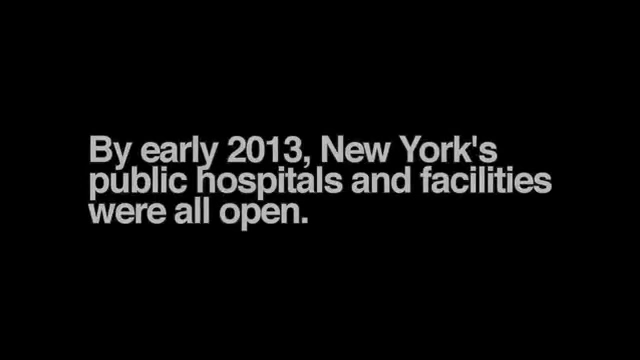 By early 2013, New York's
public hospitals and facilities
were all open.